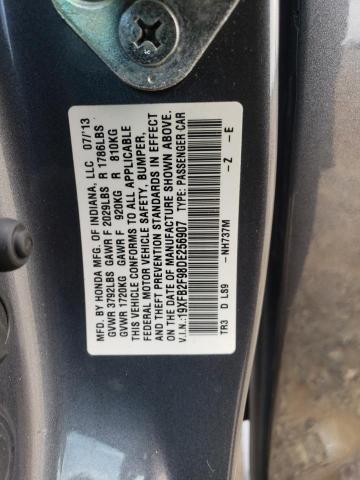 MFD. BY HONDA MFG. OF INDIANA, LLC 07/'13
GVWR 3792LBS GAWR F 2029LBS R 1786LBS
GVWR 1720KG GAWR F 920KG R 810KG
THIS VEHICLE CONFORMS TO ALL APPLICABLE
FEDERAL MOTOR VEHICLE SAFETY, BUMPER,
AND THEFT PREVENTION STANDARDS IN EFFECT
ON THE DATE OF MANUFACTURE SHOWN ABOVE.
V.I.N.:19XFB2F98DE256907 TYPE: PASSENGER CAR
-NH737M -Z -E
TR3 D LS9